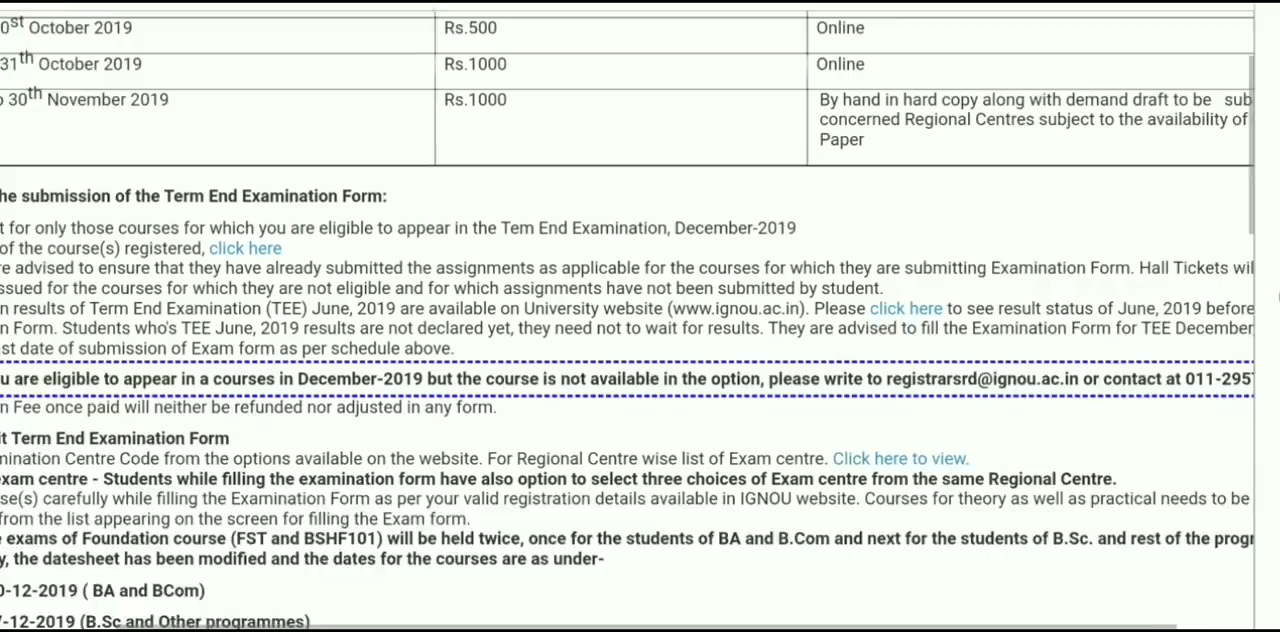 0st October 2019 Rs.500 Online
31th October 2019 Rs.1000 Online
30th November 2019 Rs.1000 By hand in hard copy along with demand draft to be sub
concerned Regional Centres subject to the availability of
Paper
he submission of the Term End Examination Form:
t for only those courses for which you are eligible to appear in the Tem End Examination, December-2019
of the course(s) registered, click here
re advised to ensure that they have already submitted the assignments as applicable for the courses for which they are submitting Examination Form. Hall Tickets wil
ssued for the courses for which they are not eligible and for which assignments have not been submitted by student.
n results of Term End Examination (TEE) June, 2019 are available on University website (www.ignou.ac.in). Please click here to see result status of June, 2019 before
n Form. Students who's TEE June, 2019 results are not declared yet, they need not to wait for results. They are advised to fill the Examination Form for TEE December
st date of submission of Exam form as per schedule above.
u are eligible to appear in a courses in December-2019 but the course is not available in the option, please write to registrarsrd@ignou.ac.in or contact at 011-295
n Fee once paid will neither be refunded nor adjusted in any form.
it Term End Examination Form
mination Centre Code from the options available on the website. For Regional Centre wise list of Exam centre. Click here to view.
exam centre - Students while filling the examination form have also option to select three choices of Exam centre from the same Regional Centre.
se(s) carefully while filling the Examination Form as per your valid registration details available in IGNOU website. Courses for theory as well as practical needs to be
from the list appearing on the screen for filling the Exam form.
e exams of Foundation course (FST and BSHF101) will be held twice, once for the students of BA and B.Com and next for the students of B.Sc. and rest of the progr
y, the datesheet has been modified and the dates for the courses are as under-
0-12-2019 ( BA and BCom)
-12-2019 (B.Sc and Other programmes)